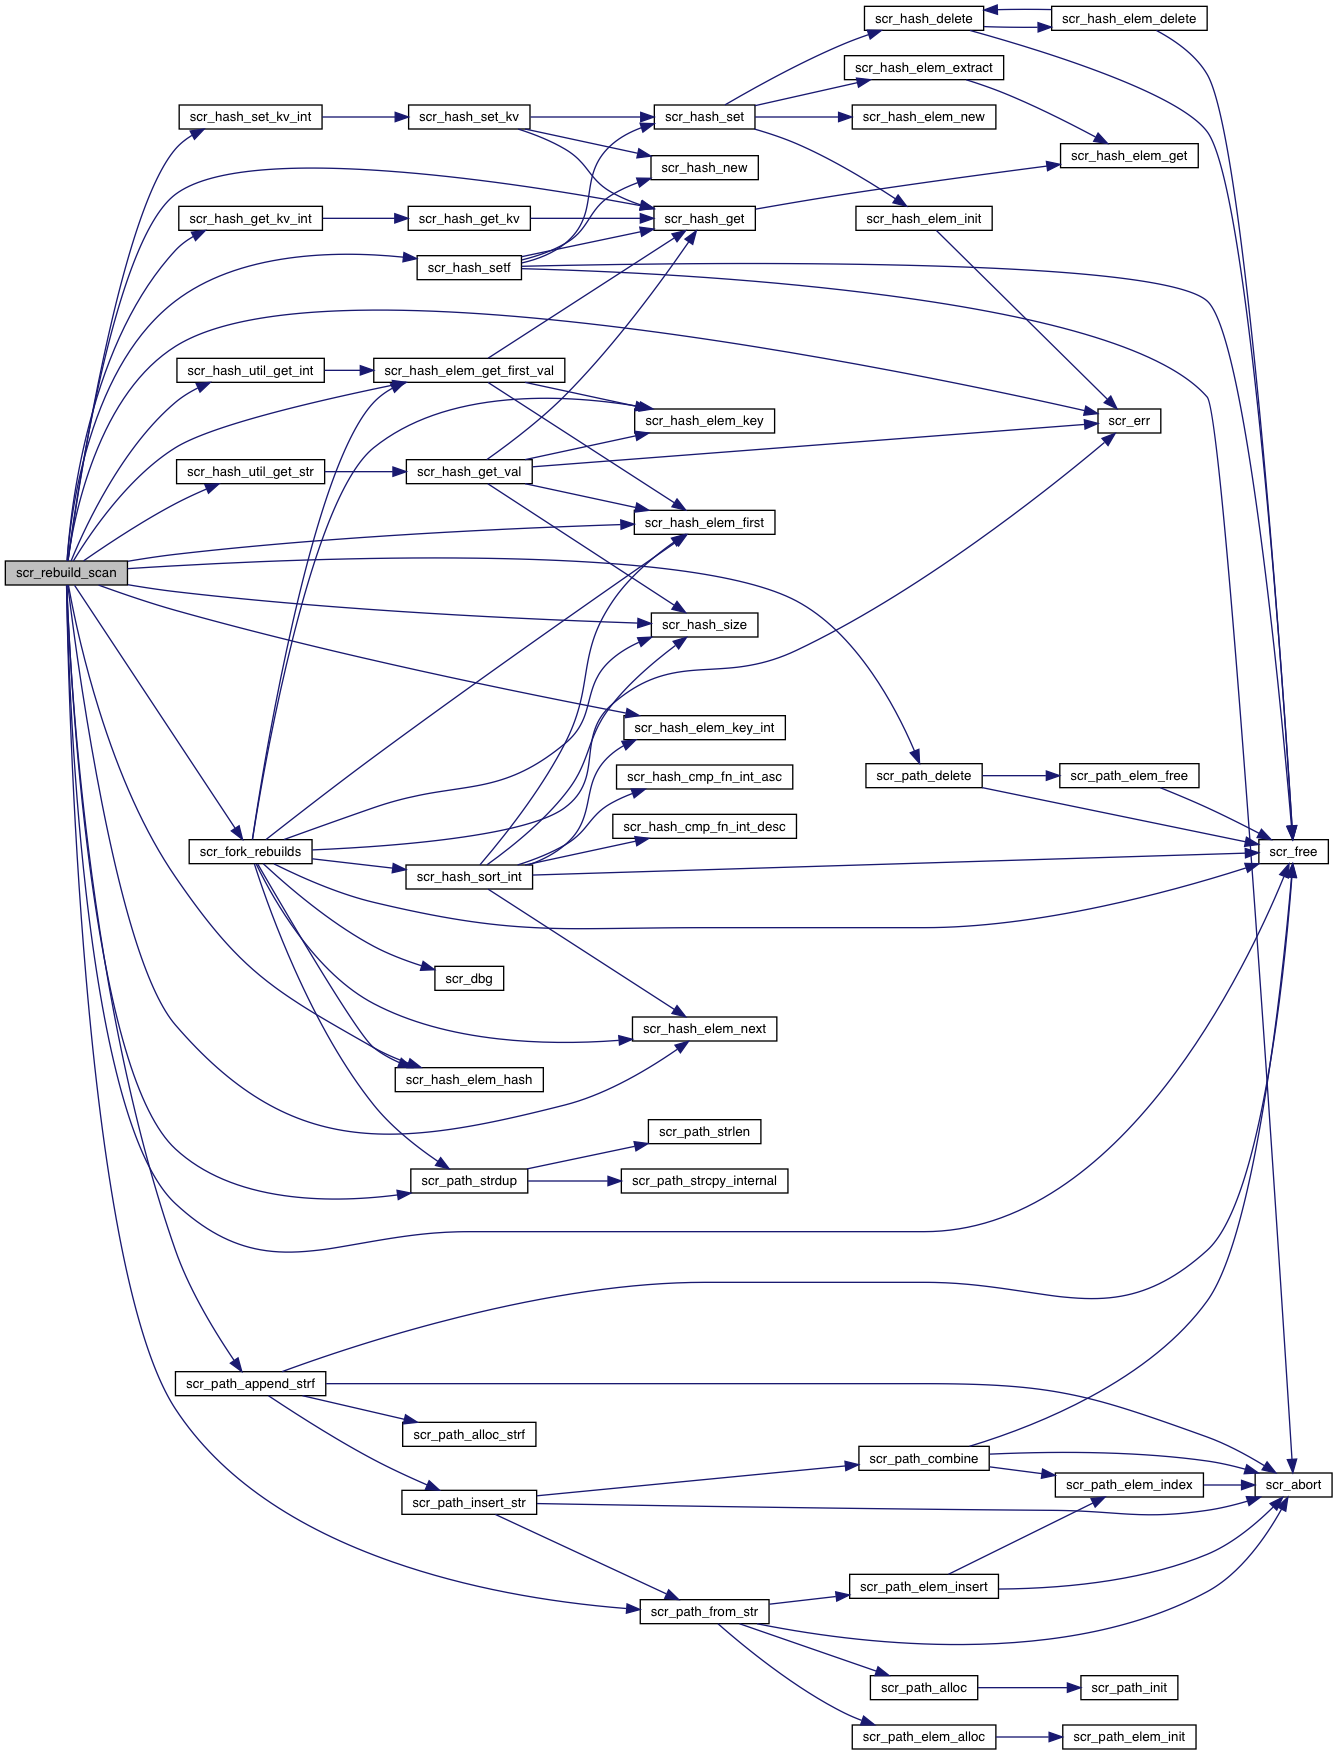 scr_hash_delete
scr_hash_elem_delete
scr_hash_elem_extract
scr_hash_set_kv_int
scr_hash_set_kv
scr_hash_set
scr_hash_elem_new
scr_hash_elem_get
scr_hash_new
scr_hash_get_kv_int
scr_hash_get_kv
scr_hash_get
scr_hash_elem_init
scr_hash_setf
scr_hash_util_get_int
scr_hash_elem_get_first_val
scr_hash_elem_key
scr_err
scr_hash_util_get_str
scr_hash_get_val
scr_hash_elem_first
scr_rebuild_scan
scr_hash_size
scr_hash_elem_key_int
scr_hash_cmp_fn_int_asc
scr_path_delete
scr_path_elem_free
scr_hash_cmp_fn_int_desc
scr_fork_rebuilds
scr_free
scr_hash_sort_int
scr_dbg
scr_hash_elem_next
scr_hash_elem_hash
scr_path_strlen
scr_path_strdup
scr_path_strcpy_internal
scr_path_append_strf
scr_path_alloc_strf
scr_path_combine
scr_path_elem_index
scr_abort
scr_path_insert_str
scr_path_elem_insert
scr_path_from_str
scr_path_alloc
scr_path_init
scr_path_elem_alloc
scr_path_elem_init